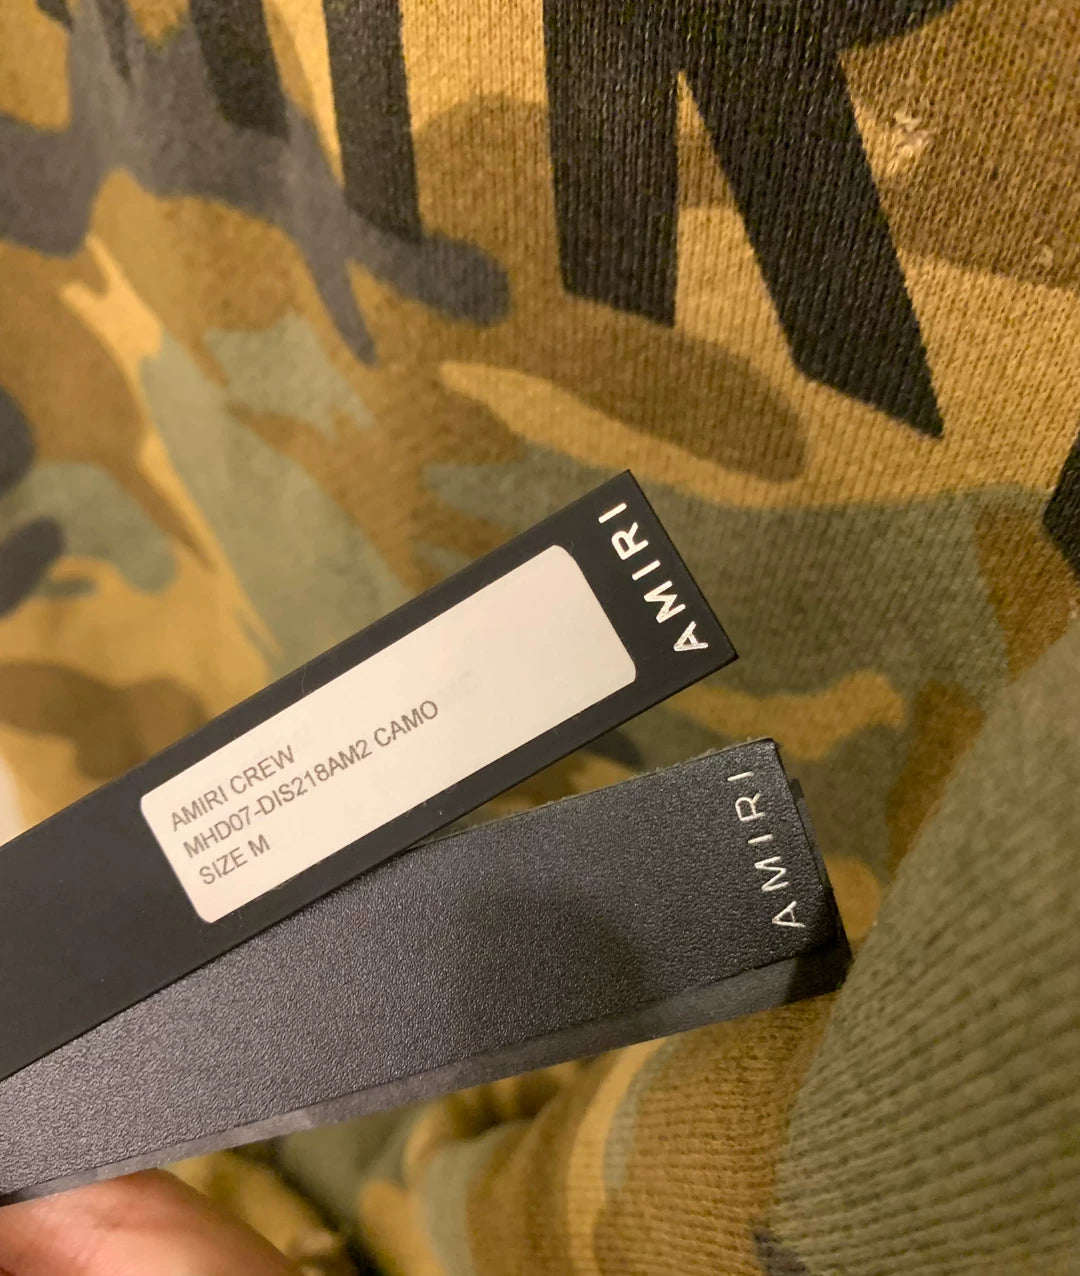 AMIRI
AMIRI CREW
MHD07-DIS218AM2 CAMO
SIZE M
AMIRI